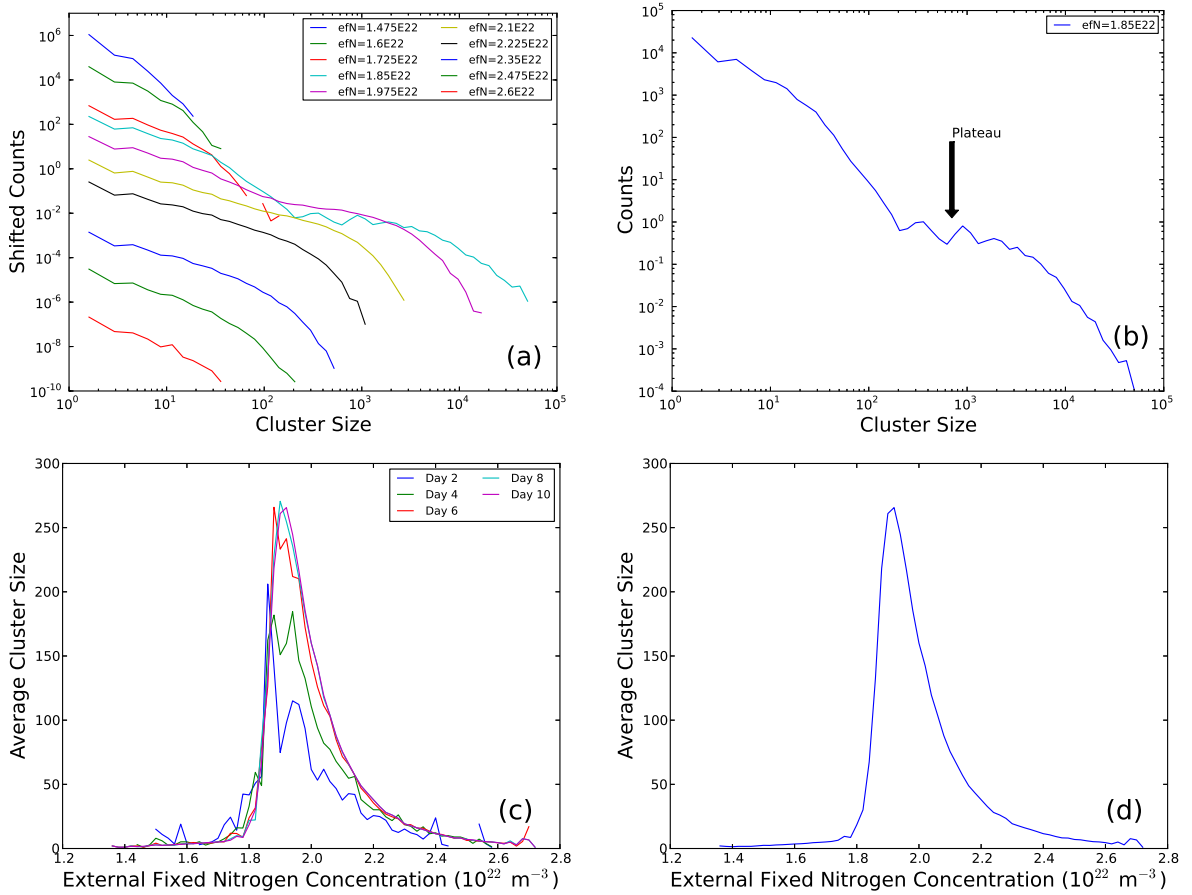 efN=1.475E22 efN=2.1E22
efN=1.6E22 efN=2.225E22
efN=1.725E22 efN=2.35E22
efN=1.85E22 efN=2.475E22
efN=1.975E22 efN=2.6E22
10^6
10^4
10^2
10^0
10^-2
10^-4
10^-6
10^-8
10^-10
Shifted Counts
(a)
10^0 10^1 10^2 10^3 10^4 10^5
Cluster Size
efN=1.85E22
10^5
10^4
10^3
10^2
10^1
10^0
10^-1
10^-2
10^-3
10^-4
Counts
Plateau
(b)
10^0 10^1 10^2 10^3 10^4 10^5
Cluster Size
Day 2 Day 8
Day 4 Day 10
Day 6
300
250
200
150
100
50
0
Average Cluster Size
(c)
1.2 1.4 1.6 1.8 2.0 2.2 2.4 2.6 2.8
External Fixed Nitrogen Concentration (10^22 m^-3)
300
250
200
150
100
50
0
Average Cluster Size
(d)
1.2 1.4 1.6 1.8 2.0 2.2 2.4 2.6 2.8
External Fixed Nitrogen Concentration (10^22 m^-3)